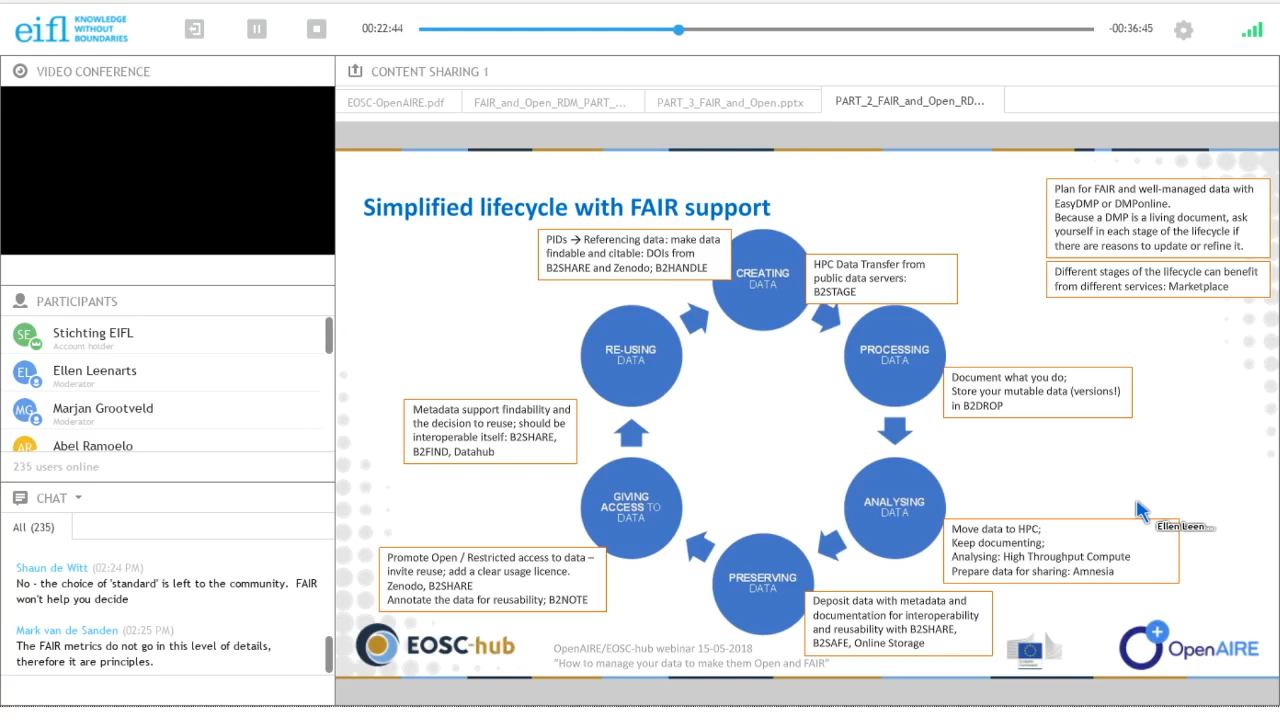 eifl KNOWLEDGE
WITHOUT
BOUNDARIES
00:22:44
-00:36:45
VIDEO CONFERENCE
PARTICIPANTS
SE
Stichting EIFL
Account holder
EL
Ellen Leenarts
Moderator
MG
Marjan Grootveld
Moderator
AR
Abel Ramoelo
235 users online
CHAT
All (235)
Shaun de Witt (02:24 PM)
No - the choice of 'standard' is left to the community. FAIR
won't help you decide
Mark van de Sanden (02:25 PM)
The FAIR metrics do not go in this level of details,
therefore it are principles.
CONTENT SHARING 1
EOSC-OpenAIRE.pdf
FAIR_and_Open_RDM_PART_...
PART_3_FAIR_and_Open.pptx
PART_2_FAIR_and_Open_RD...
Simplified lifecycle with FAIR support
Plan for FAIR and well-managed data with
EasyDMP or DMPonline.
Because a DMP is a living document, ask
yourself in each stage of the lifecycle if
there are reasons to update or refine it.
Different stages of the lifecycle can benefit
from different services: Marketplace
PIDs → Referencing data: make data
findable and citable: DOIs from
B2SHARE and Zenodo; B2HANDLE
CREATING
DATA
HPC Data Transfer from
public data servers:
B2STAGE
PROCESSING
DATA
Document what you do;
Store your mutable data (versions!)
in B2DROP
ANALYSING
DATA
Move data to HPC;
Keep documenting;
Analysing: High Throughput Compute
Prepare data for sharing: Amnesia
Ellen Leen...
PRESERVING
DATA
Deposit data with metadata and
documentation for interoperability
and reusability with B2SHARE,
B2SAFE, Online Storage
GIVING
ACCESS TO
DATA
Promote Open / Restricted access to data –
invite reuse; add a clear usage licence.
Zenodo, B2SHARE
Annotate the data for reusability; B2NOTE
RE-USING
DATA
Metadata support findability and
the decision to reuse; should be
interoperable itself: B2SHARE,
B2FIND, Datahub
EOSC-hub
OpenAIRE/EOSC-hub webinar 15-05-2018
"How to manage your data to make them Open and FAIR"
OpenAIRE